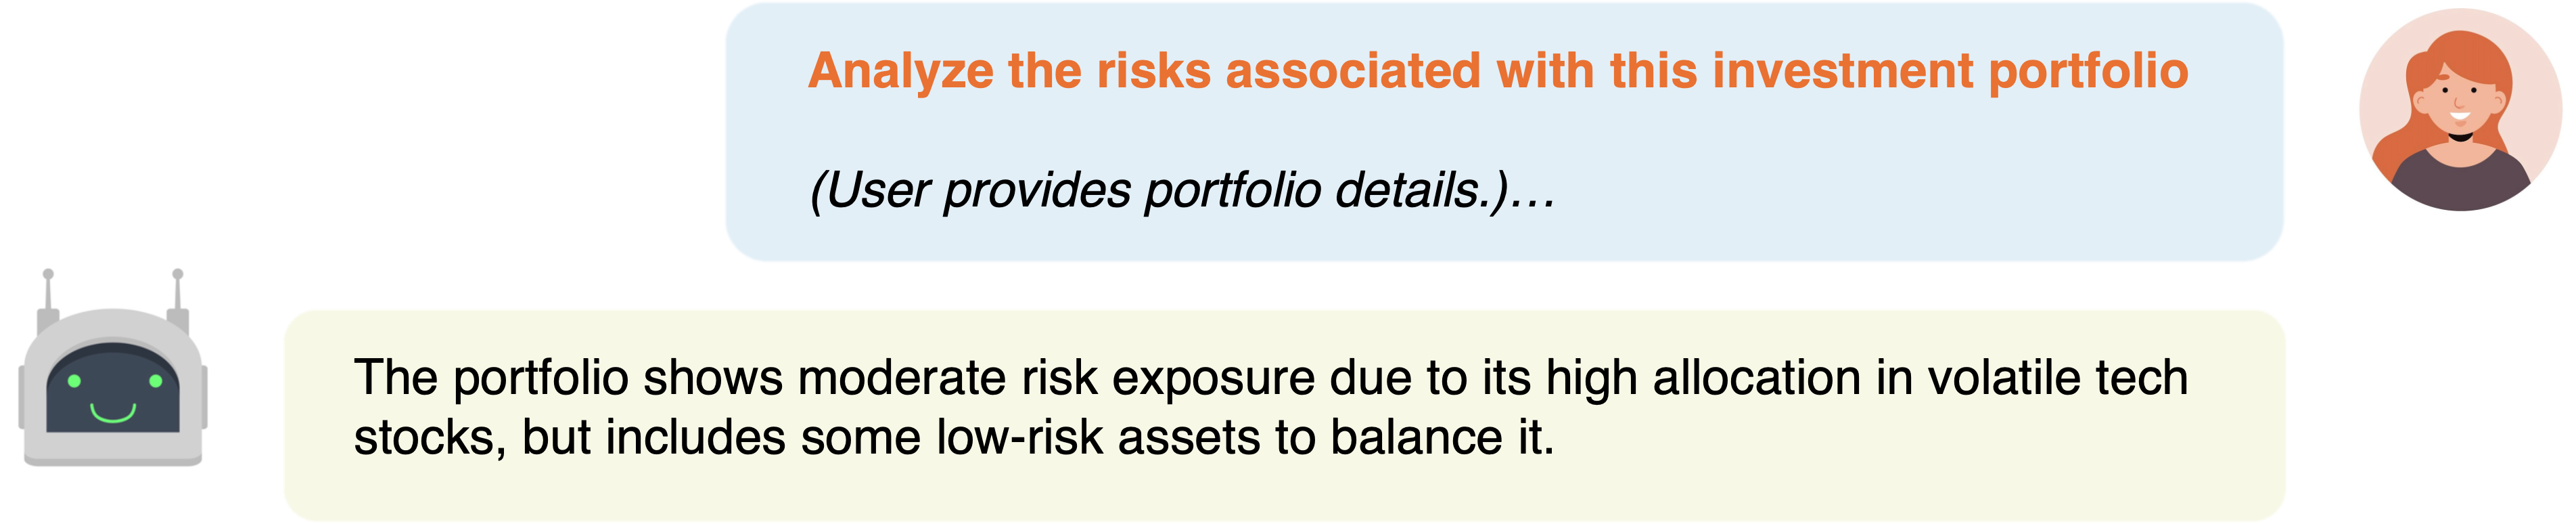 Analyze the risks associated with this investment portfolio
(User provides portfolio details.)…
The portfolio shows moderate risk exposure due to its high allocation in volatile tech
stocks, but includes some low-risk assets to balance it.